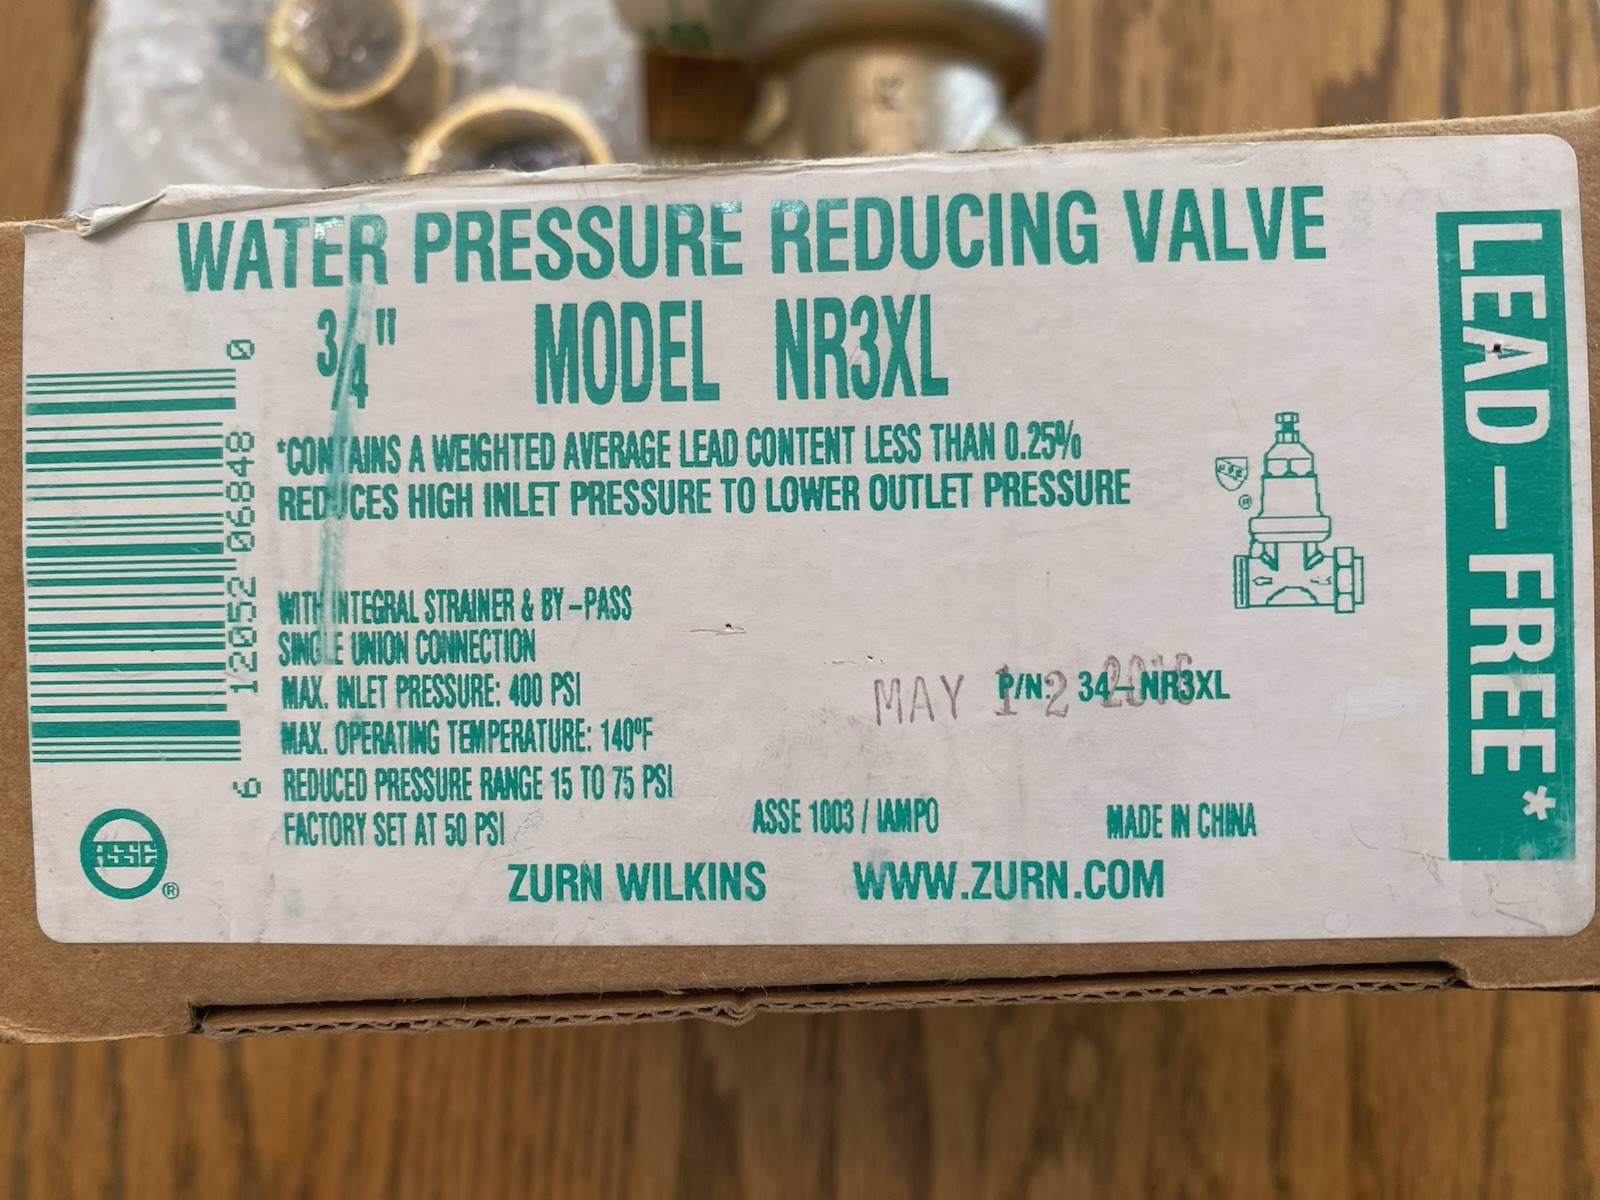 WATER PRESSURE REDUCING VALVE
3/4" MODEL NR3XL
*CONTAINS A WEIGHTED AVERAGE LEAD CONTENT LESS THAN 0.25%
REDUCES HIGH INLET PRESSURE TO LOWER OUTLET PRESSURE
WITH INTEGRAL STRAINER & BY-PASS
SINGLE UNION CONNECTION
MAX. INLET PRESSURE: 400 PSI
MAX. OPERATING TEMPERATURE: 140ºF
REDUCED PRESSURE RANGE 15 TO 75 PSI
FACTORY SET AT 50 PSI
P/N: 34-NR3XL
MAY 12 2016
ASSE 1003 / IAMPO
MADE IN CHINA
ZURN WILKINS WWW.ZURN.COM
LEAD-FREE*
6 12052 06848 0
ASSE ®
®